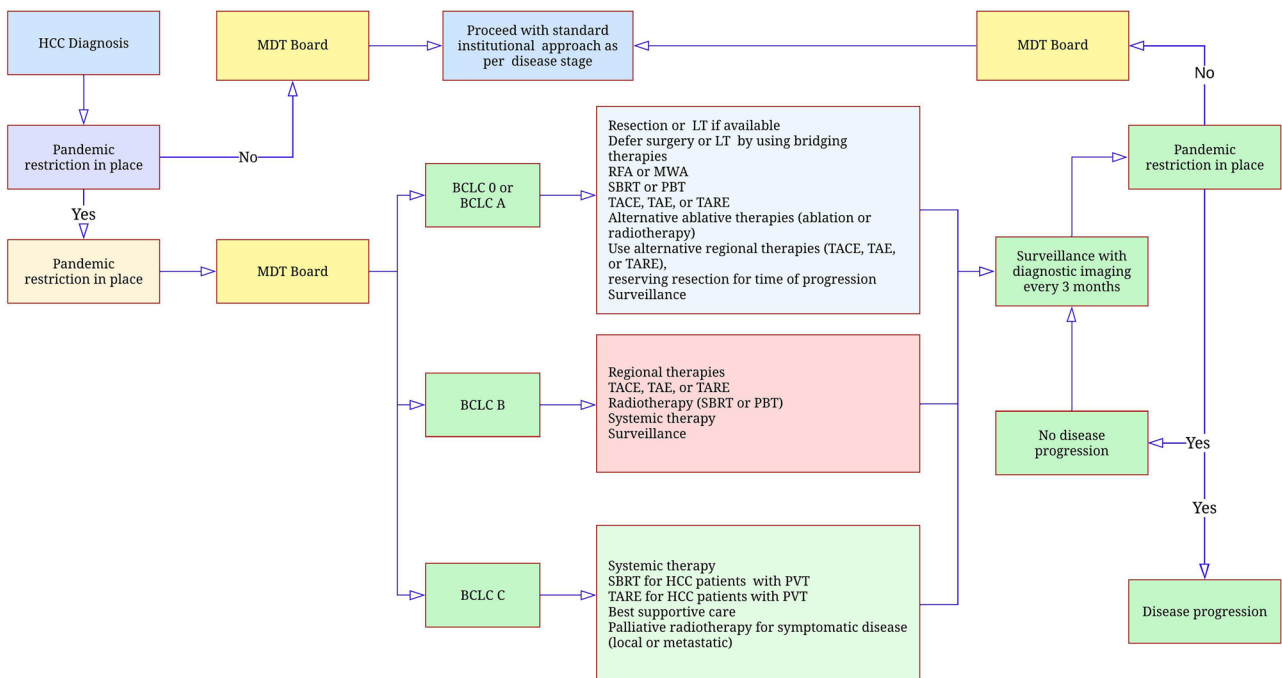 HCC Diagnosis
MDT Board
Proceed with standard
institutional approach as
per disease stage
MDT Board
No
Pandemic
restriction in place
No
Pandemic
restriction in place
Yes
Pandemic
restriction in place
MDT Board
BCLC 0 or
BCLC A
Resection or LT if available
Defer surgery or LT by using bridging
therapies
RFA or MWA
SBRT or PBT
TACE, TAE, or TARE
Alternative ablative therapies (ablation or
radiotherapy)
Use alternative regional therapies (TACE, TAE,
or TARE),
reserving resection for time of progression
Surveillance
Surveillance with
diagnostic imaging
every 3 months
BCLC B
Regional therapies
TACE, TAE, or TARE
Radiotherapy (SBRT or PBT)
Systemic therapy
Surveillance
No disease
progression
Yes
Yes
BCLC C
Systemic therapy
SBRT for HCC patients with PVT
TARE for HCC patients with PVT
Best supportive care
Palliative radiotherapy for symptomatic disease
(local or metastatic)
Disease progression